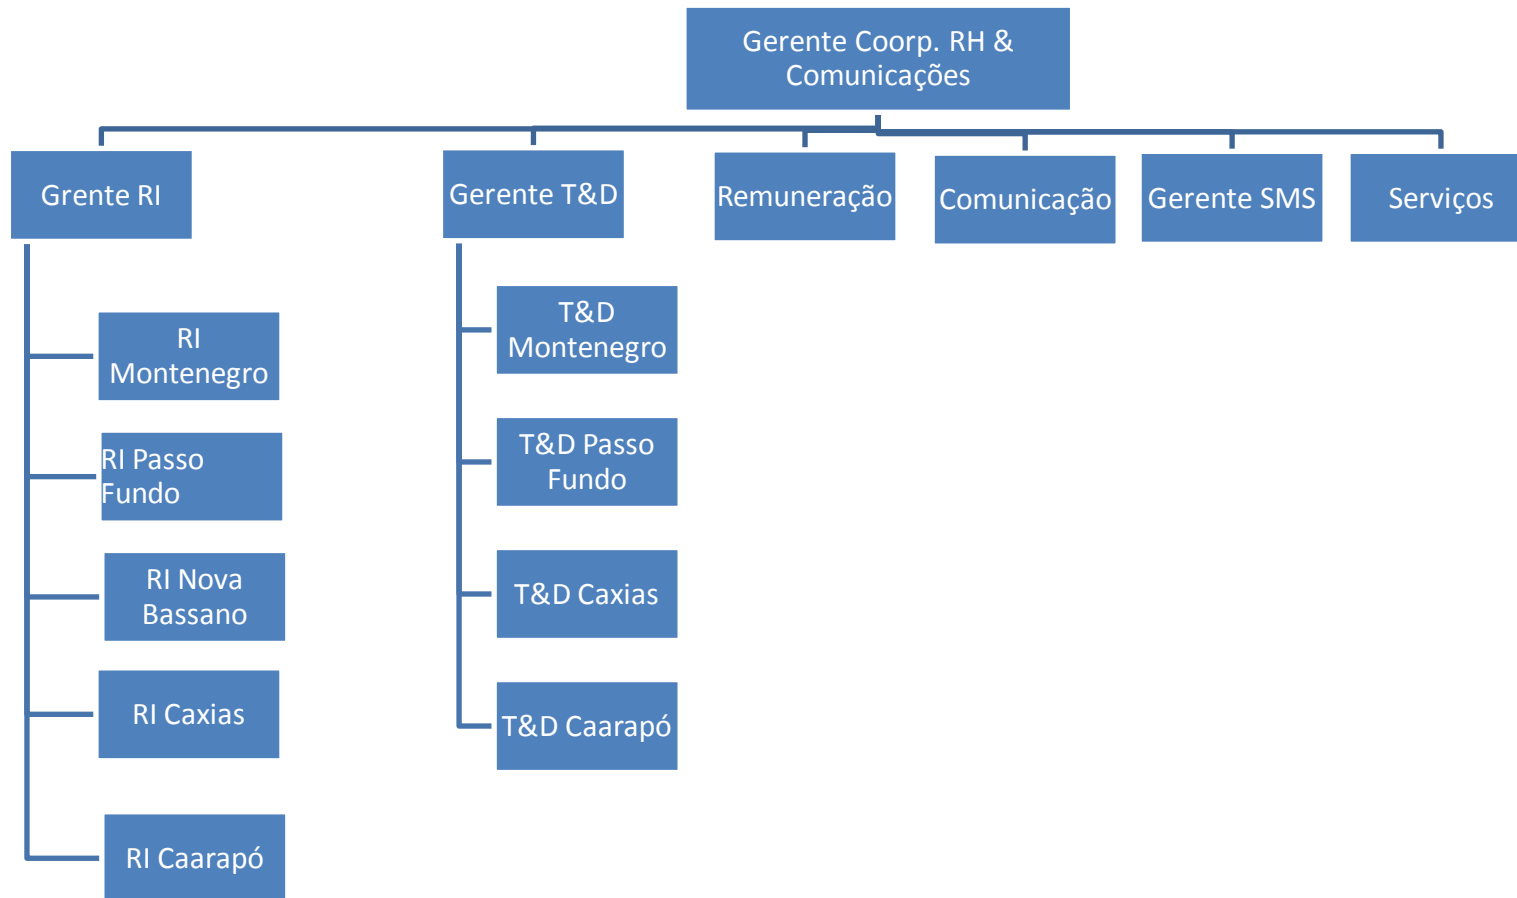 Gerente Coorp. RH &
Comunicações
Grente RI
Gerente T&D
Remuneração
Comunicação
Gerente SMS
Serviços
RI
Montenegro
RI Passo
Fundo
RI Nova
Bassano
RI Caxias
RI Caarapó
T&D
Montenegro
T&D Passo
Fundo
T&D Caxias
T&D Caarapó